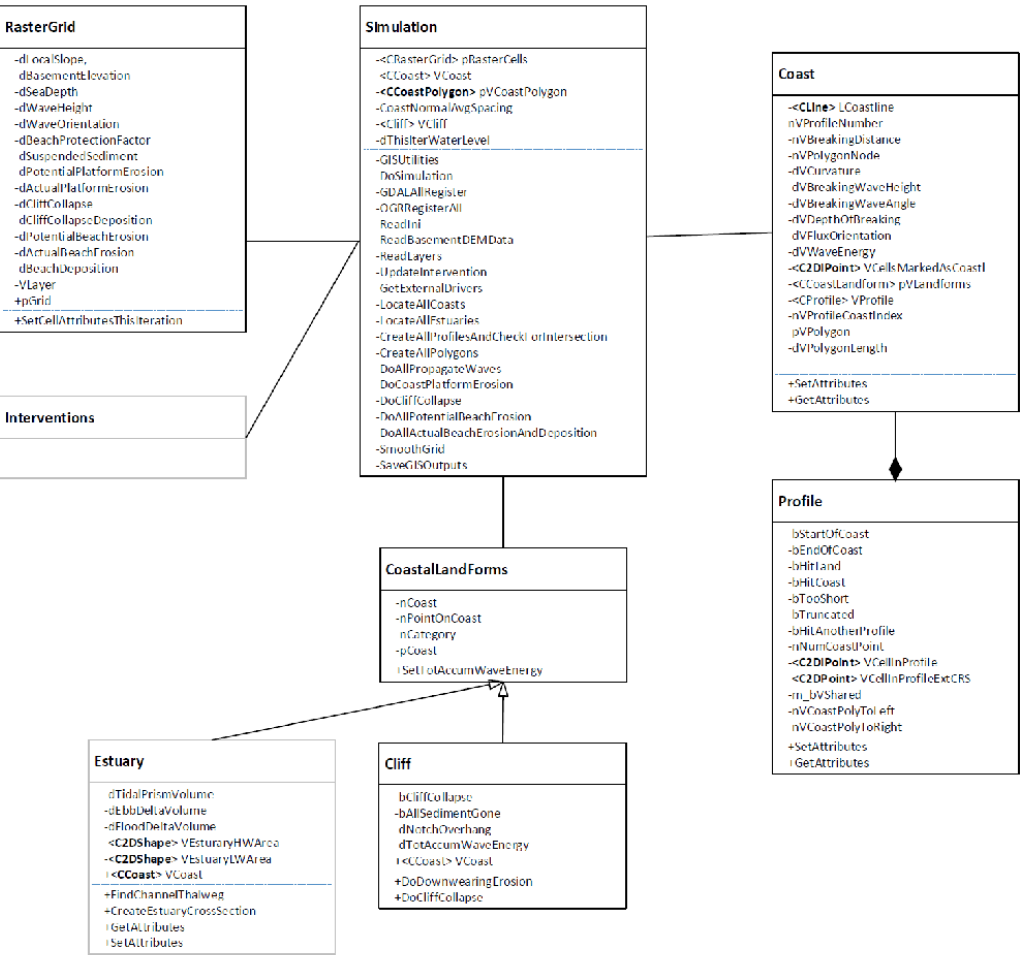 RasterGrid
-dLocalSlope,
dBasementElevation
-dSeaDepth
-dWaveHeight
-dWaveOrientation
-dBeachProtectionFactor
dSuspendedSediment
dPotentialPlatformErosion
-dActualPlatformErosion
-dCliffCollapse
dCliffCollapseDeposition
-dPotentialBeachErosion
-dActualBeachErosion
dBeachDeposition
-VLayer
+pGrid
+SetCellAttributesThisIteration
Interventions
Simulation
-<CRasterGrid> pRasterCells
<CCoast> VCoast
-<CCoastPolygon> pVCoastPolygon
-CoastNormalAvgSpacing
-<Cliff> VCliff
-dThisIterWaterLevel
-GISUtilities
DoSimulation
-GDALAllRegister
-OGRRegisterAll
ReadIni
ReadBasementDEMData
-ReadLayers
-UpdateIntervention
GetExternalDrivers
-LocateAllCoasts
-LocateAllEstuaries
-CreateAllProfilesAndCheckForIntersection
-CreateAllPolygons
DoAllPropagateWaves
DoCoastPlatformErosion
-DoCliffCollapse
-DoAllPotentialBeachErosion
DoAllActualBeachErosionAndDeposition
-SmoothGrid
-SaveGISOutputs
Coast
-<CLine> LCoastline
nVProfileNumber
-nVBreakingDistance
-nVPolygonNode
-dVCurvature
dVBreakingWaveHeight
-dVBreakingWaveAngle
-dVDepthOfBreaking
dVFluxOrientation
-dVWaveEnergy
-<C2DIPoint> VCellsMarkedAsCoastl
-<CCoastLandform> pVLandforms
-<CProfile> VProfile
-nVProfileCoastIndex
pVPolygon
-dVPolygonLength
+SetAttributes
+GetAttributes
Profile
bStartOfCoast
-bEndOfCoast
-bHitLand
-bHitCoast
-bTooShort
bTruncated
-bHitAnotherProfile
-nNumCoastPoint
-<C2DIPoint> VCellInProfile
<C2DPoint> VCellInProfileExtCRS
-m_bVShared
-nVCoastPolyToLeft
nVCoastPolyToRight
+SetAttributes
+GetAttributes
CoastalLandForms
-nCoast
-nPointOnCoast
nCategory
-pCoast
+SetTotAccumWaveEnergy
Estuary
dTidalPrismVolume
-dEbbDeltaVolume
-dFloodDeltaVolume
<C2DShape> VEsturaryHWArea
-<C2DShape> VEstuaryLWArea
+<CCoast> VCoast
+FindChannelThalweg
+CreateEstuaryCrossSection
+GetAttributes
+SetAttributes
Cliff
bCliffCollapse
-bAllSedimentGone
dNotchOverhang
dTotAccumWaveEnergy
+<CCoast> VCoast
+DoDownwearingErosion
+DoCliffCollapse